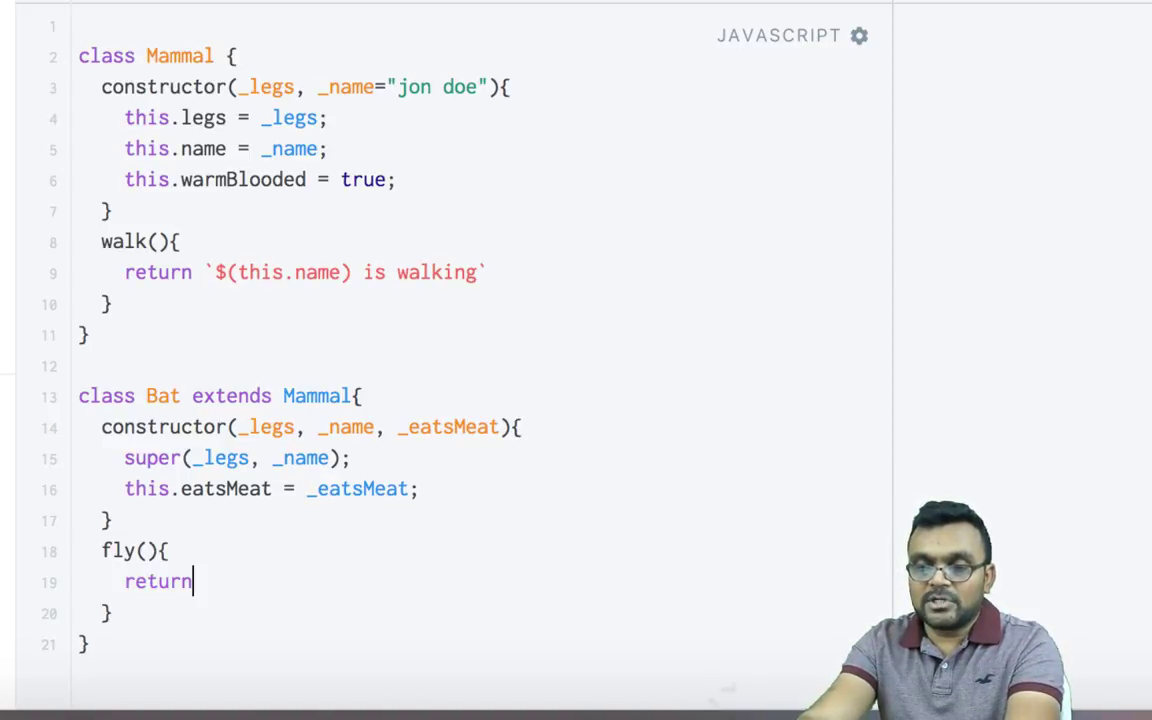 JAVASCRIPT
1
2 class Mammal {
3 constructor(_legs, _name="jon doe"){
4 this.legs = _legs;
5 this.name = _name;
6 this.warmBlooded = true;
7 }
8 walk(){
9 return `$(this.name) is walking`
10 }
11 }
12
13 class Bat extends Mammal{
14 constructor(_legs, _name, _eatsMeat){
15 super(_legs, _name);
16 this.eatsMeat = _eatsMeat;
17 }
18 fly(){
19 return
20 }
21 }